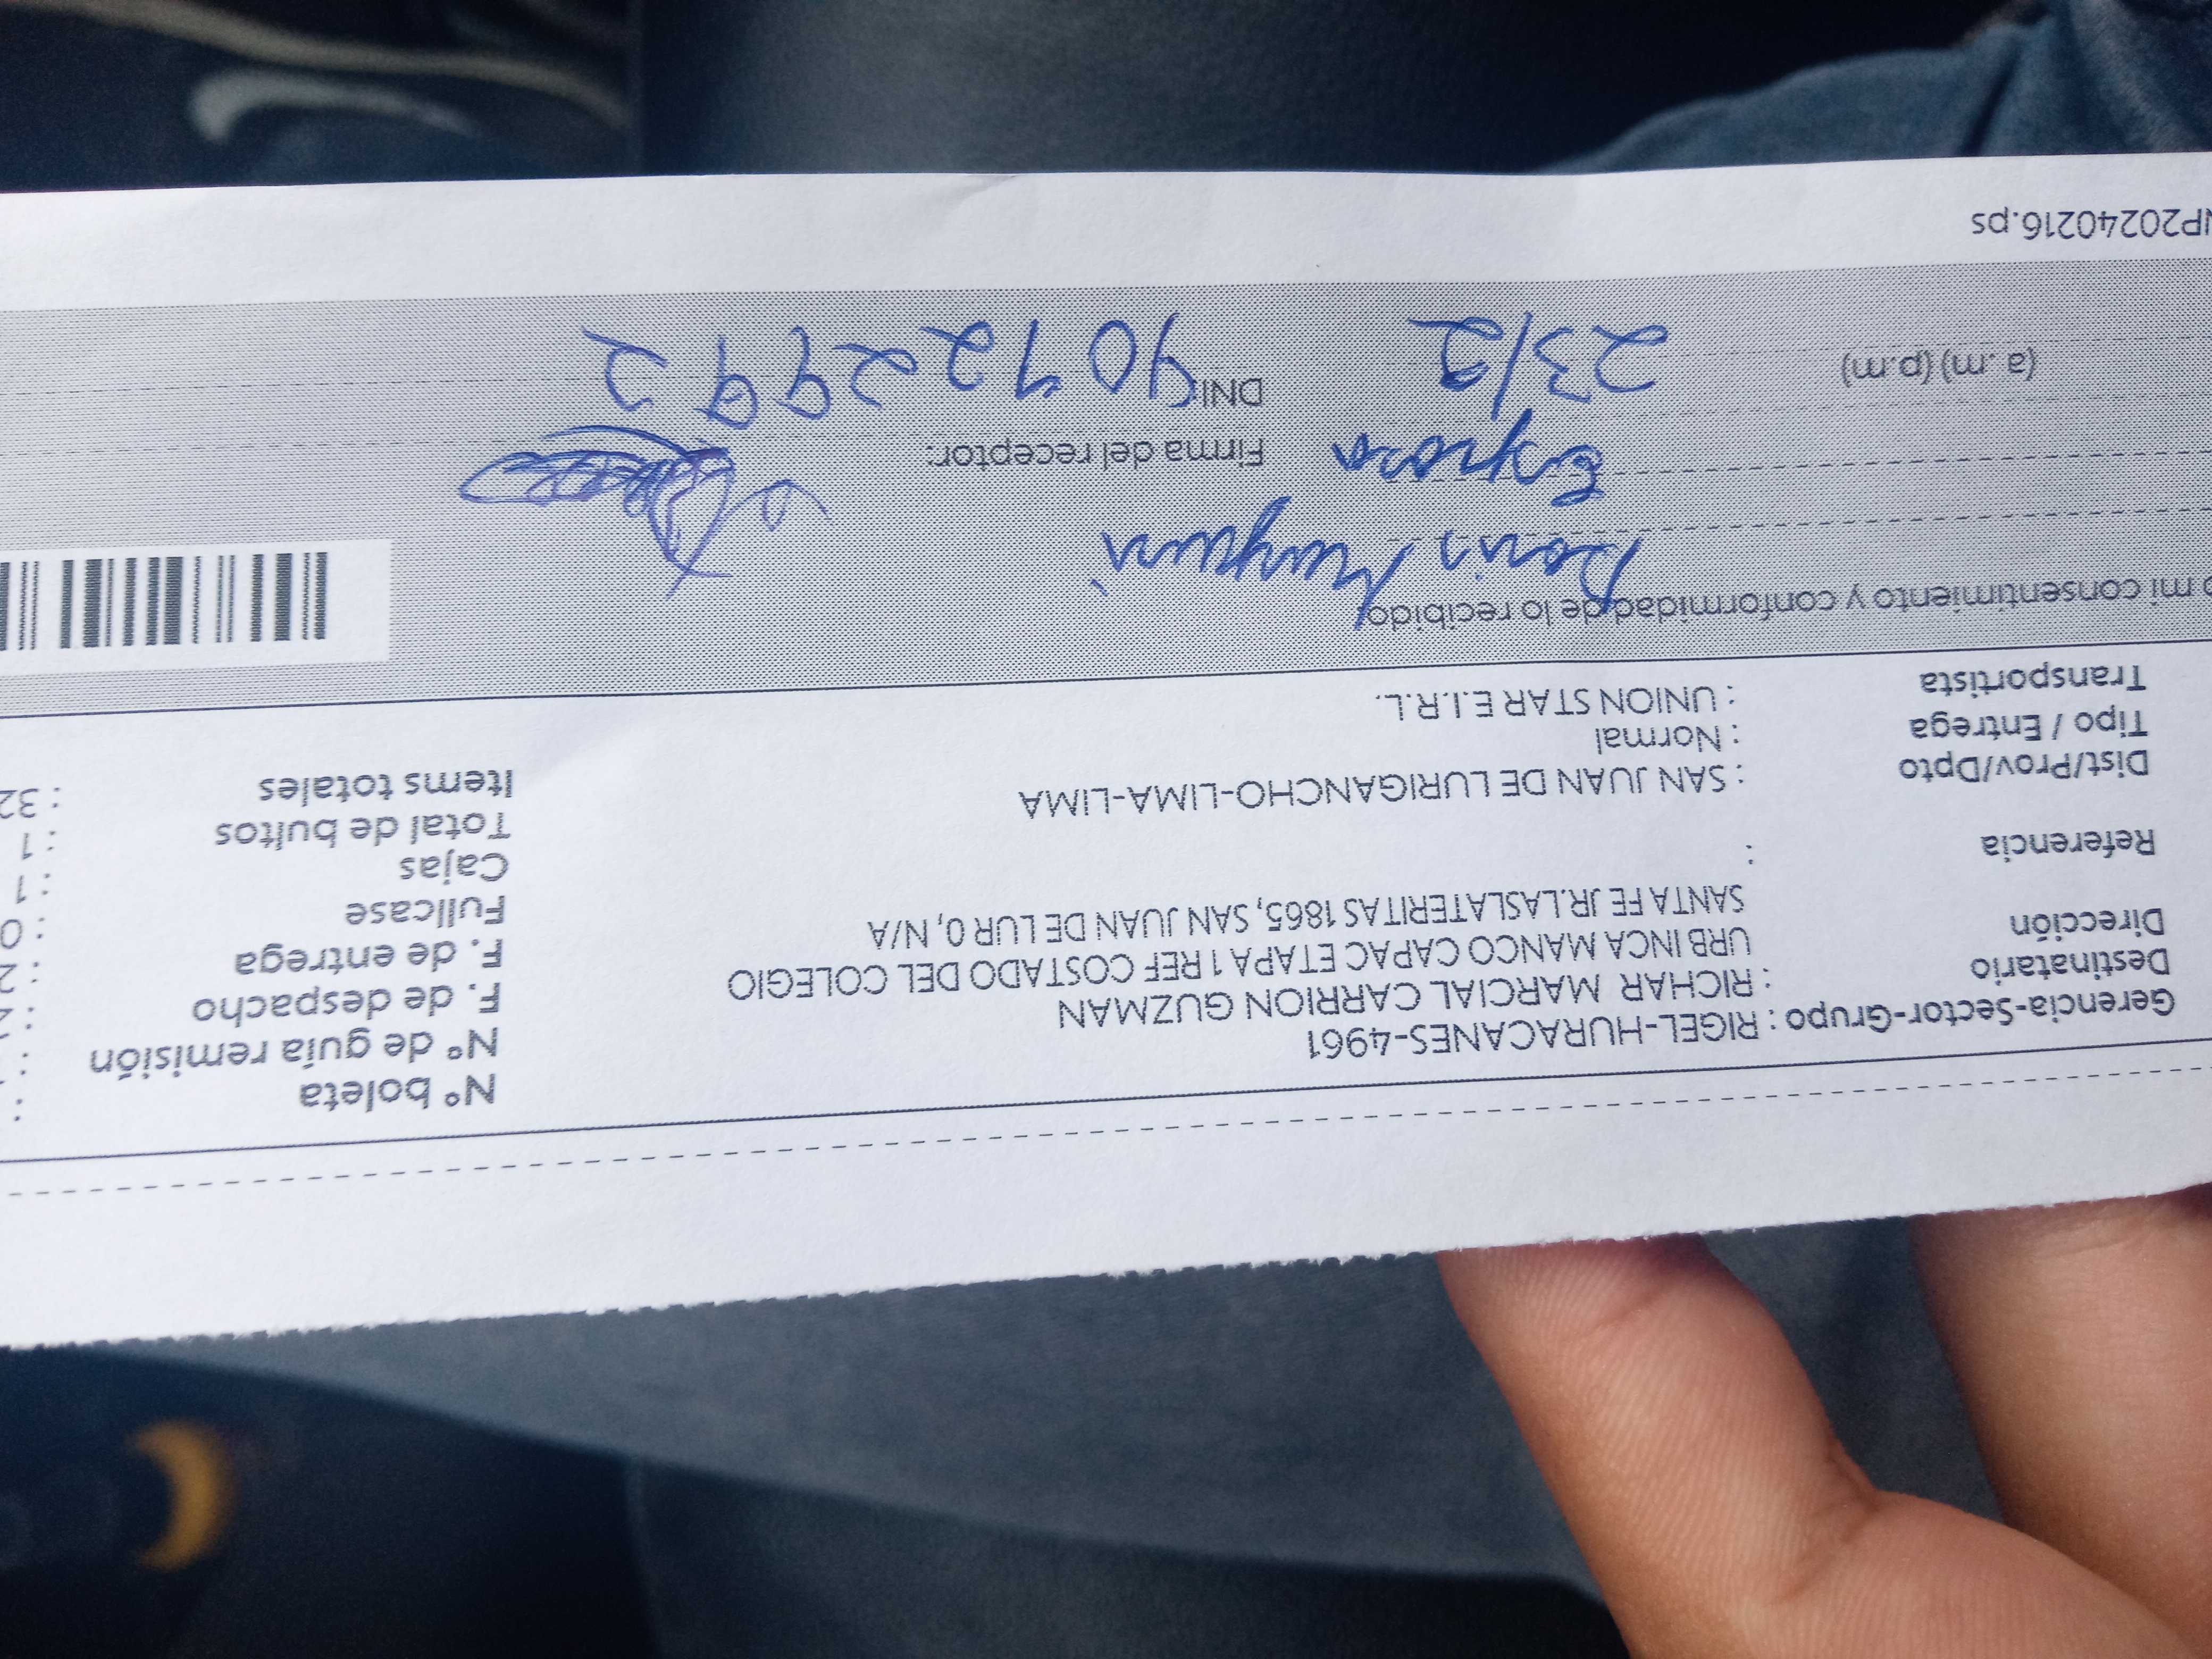 Gerencia-Sector-Grupo : RIGEL-HURACANES-4961
Destinatario : RICHAR MARCIAL CARRION GUZMAN
Dirección URB INCA MANCO CAPAC ETAPA 1 REF COSTADO DEL COLEGIO
SANTA FE JR.LASLATERITAS 1865, SAN JUAN DE LUR 0, N/A
Referencia :
Dist/Prov/Dpto : SAN JUAN DE LURIGANCHO-LIMA-LIMA
Tipo / Entrega : Normal
Transportista : UNION STAR E.I.R.L.
N° boleta :
N° de guía remisión :
F. de despacho : 2
F. de entrega : 2
Fullcase : 0
Cajas : 1
Total de bultos : 1
Items totales : 32
mi consentimiento y conformidad de lo recibido
Firma del receptor:
Esposa
(a. m) (p.m) 23/2
DNI:
NP20240216.ps